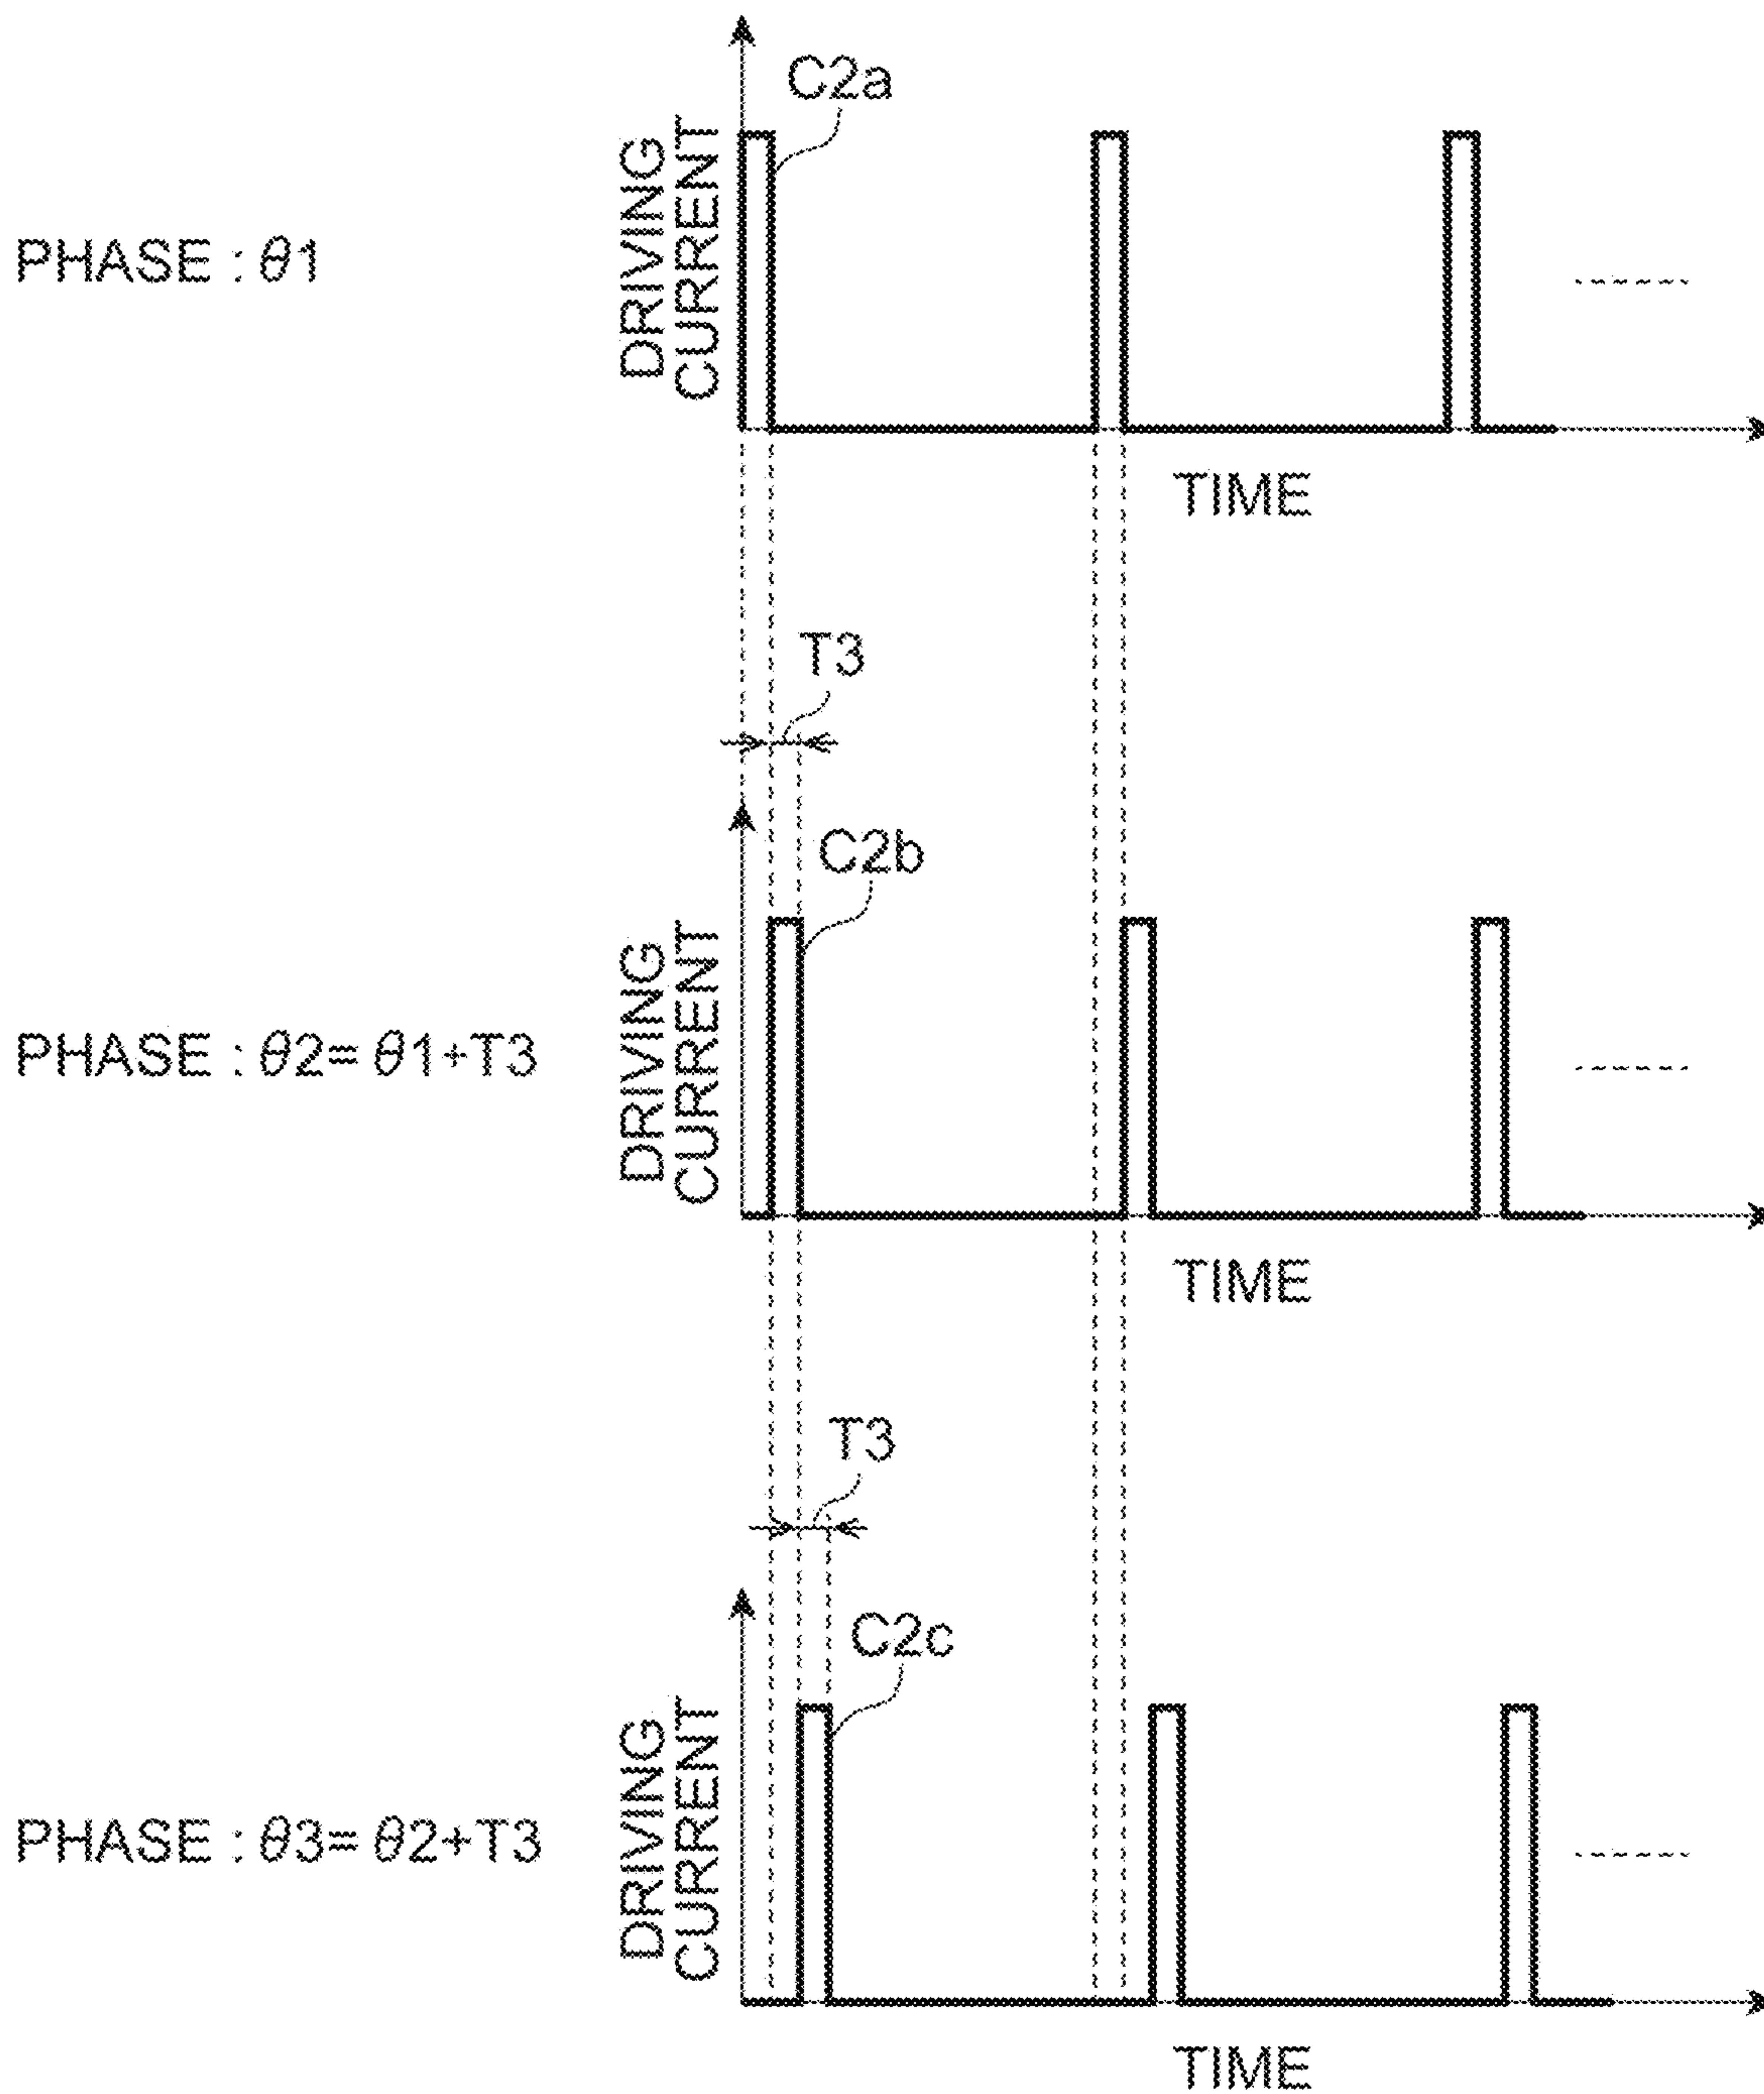 C2a
DRIVING
CURRENT
PHASE : θ1
TIME
T3
C2b
DRIVING
CURRENT
PHASE : θ2= θ1+T3
TIME
T3
C2c
DRIVING
CURRENT
PHASE : θ3= θ2+T3
TIME